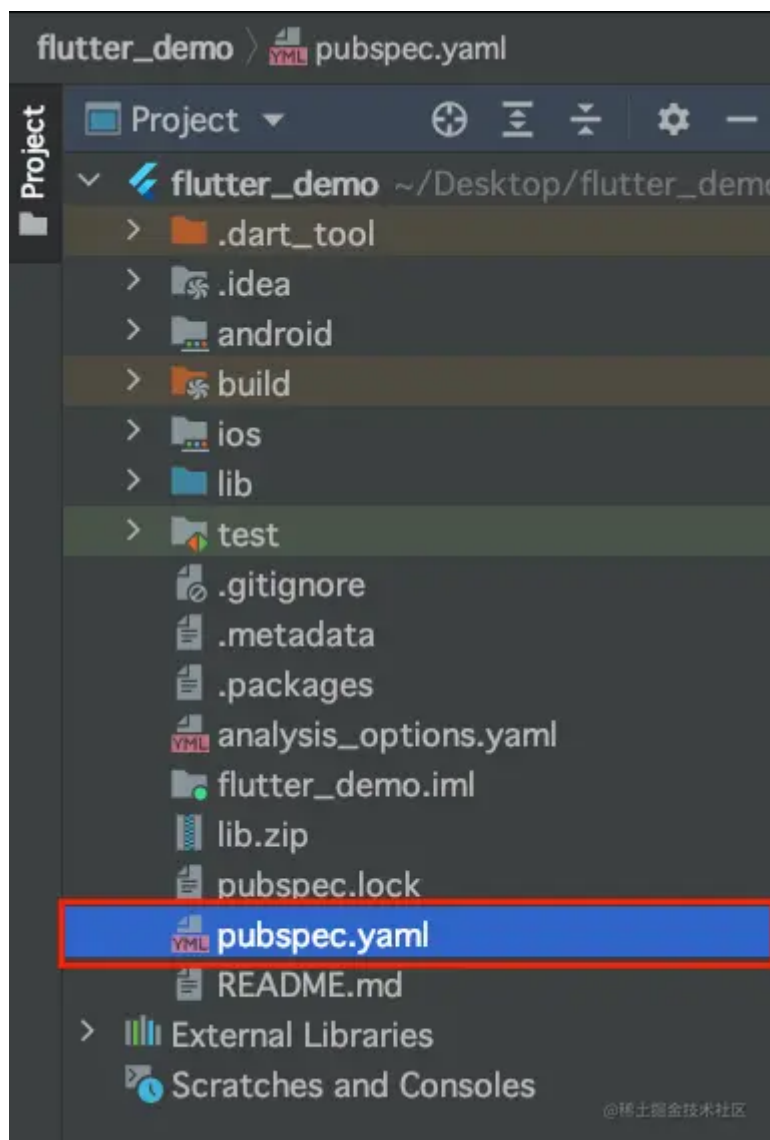 flutter_demo 〉 pubspec.yaml
Project
Project
flutter_demo ~/Desktop/flutter_demo
.dart_tool
.idea
android
build
ios
lib
test
.gitignore
.metadata
.packages
YML analysis_options.yaml
flutter_demo.iml
lib.zip
pubspec.lock
YML pubspec.yaml
README.md
External Libraries
Scratches and Consoles
@稀土掘金技术社区